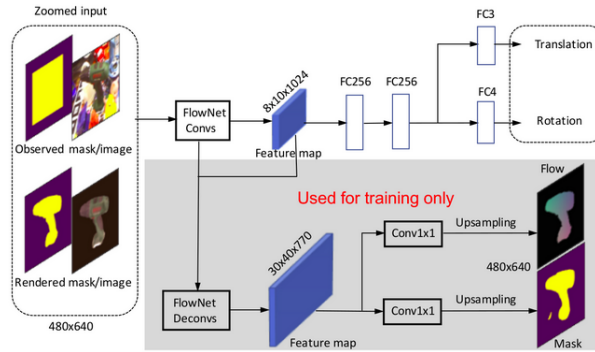 Zoomed input
Observed mask/image
Rendered mask/image
480x640
FlowNet
Convs
8x10x1024
Feature map
FC256
FC256
FC3
FC4
Translation
Rotation
Used for training only
FlowNet
Deconvs
30x40x770
Feature map
Conv1x1
Conv1x1
Upsampling
Upsampling
Flow
480x640
Mask